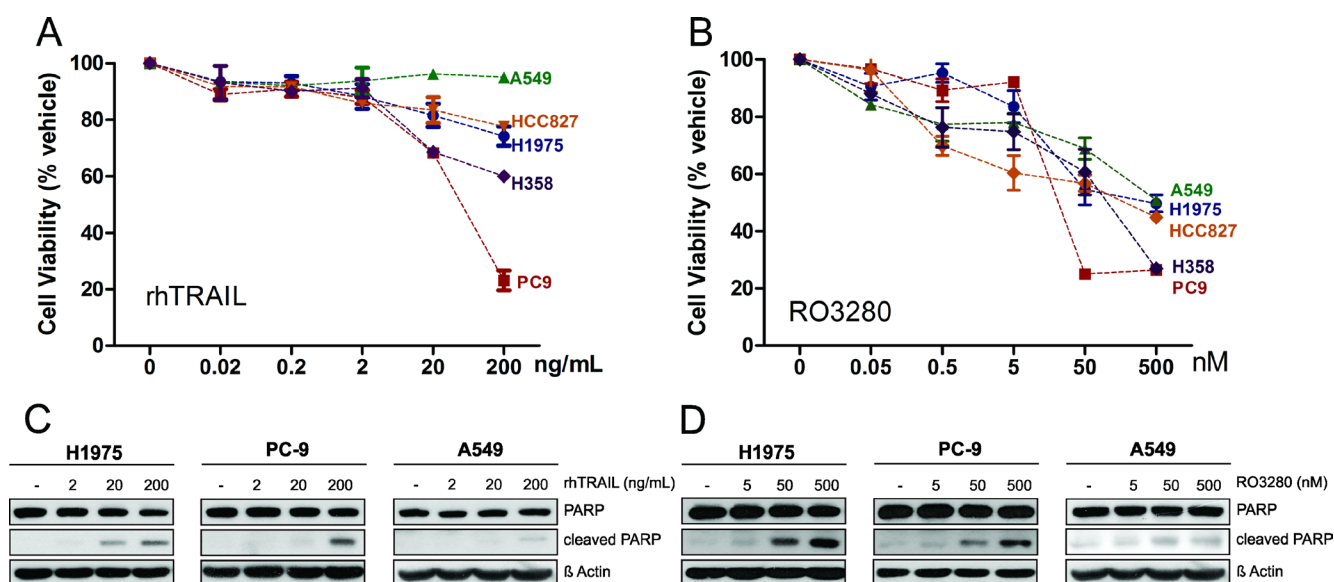 A
Cell Viability (% vehicle)
100
80
60
40
20
0
A549
HCC827
H1975
H358
PC9
rhTRAIL
0 0.02 0.2 2 20 200 ng/mL
B
Cell Viability (% vehicle)
100
80
60
40
20
0
A549
H1975
HCC827
H358
PC9
RO3280
0 0.05 0.5 5 50 500 nM
C
H1975 PC-9 A549
- 2 20 200 - 2 20 200 - 2 20 200 rhTRAIL (ng/mL)
PARP
cleaved PARP
ß Actin
D
H1975 PC-9 A549
- 5 50 500 - 5 50 500 - 5 50 500 RO3280 (nM)
PARP
cleaved PARP
ß Actin